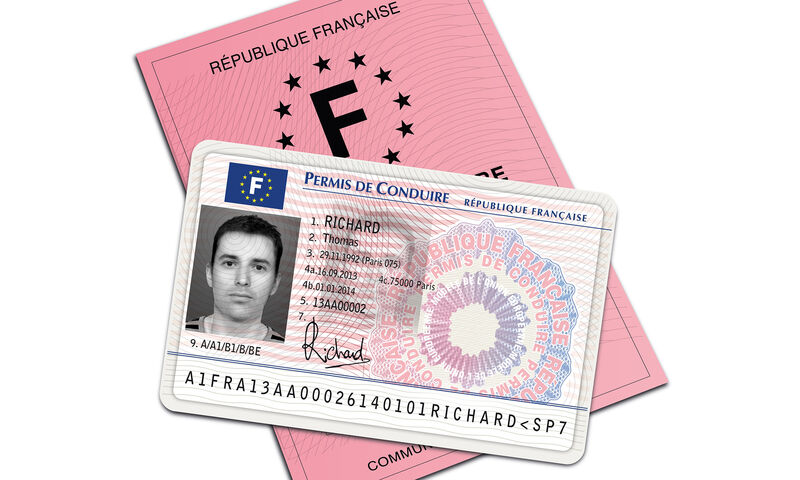 RÉPUBLIQUE FRANÇAISE
F
F
PERMIS DE CONDUIRE RÉPUBLIQUE FRANÇAISE
1. RICHARD
2. Thomas
3. 29.11.1992 (Paris 075)
4a.16.09.2013 4c.75000 Paris
4b.01.01.2014
5. 13AA00002
7.
Richard
9. A/A1/B1/B/BE
RÉPUBLIQUE FRANÇAISE
PERMIS DE CONDUIRE
A1FRA13AA00026140101RICHARD<SP7